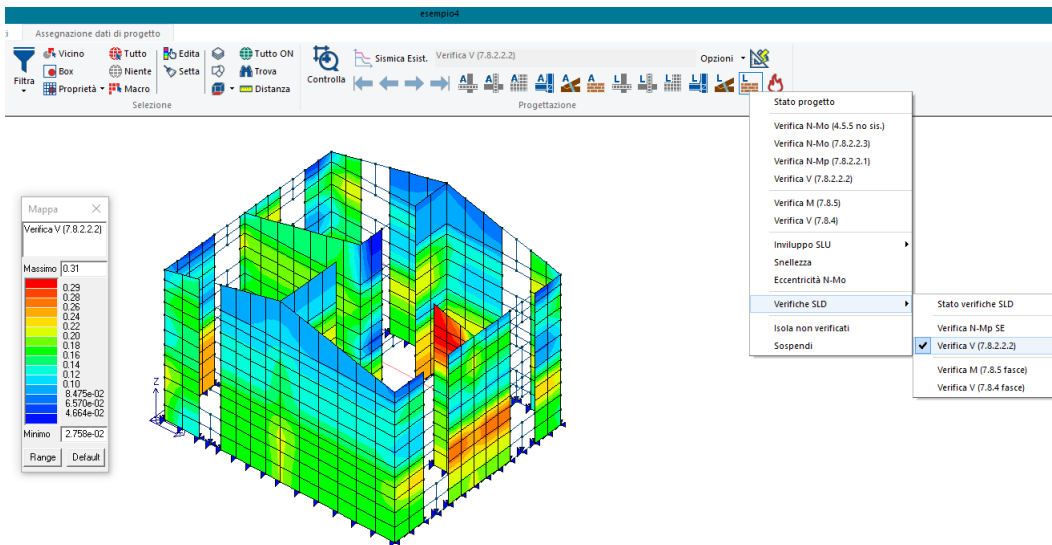 esempio4
Assegnazione dati di progetto
Filtra
Vicino
Box
Proprietà
Tutto
Niente
Macro
Edita
Setta
Tutto ON
Trova
Distanza
Selezione
Controlla
Sismica Esist.
Verifica V (7.8.2.2.2)
Opzioni
A A A A A A L L L L L L
Progettazione
Stato progetto
Verifica N-Mo (4.5.5 no sis.)
Verifica N-Mo (7.8.2.2.3)
Verifica N-Mp (7.8.2.2.1)
Verifica V (7.8.2.2.2)
Verifica M (7.8.5)
Verifica V (7.8.4)
Inviluppo SLU
Snellezza
Eccentricità N-Mo
Verifiche SLD
Isola non verificati
Sospendi
Stato verifiche SLD
Verifica N-Mp SE
Verifica V (7.8.2.2.2)
Verifica M (7.8.5 fasce)
Verifica V (7.8.4 fasce)
Mappa
Verifica V (7.8.2.2.2)
Massimo 0.31
0.29
0.28
0.26
0.24
0.22
0.20
0.18
0.16
0.14
0.12
0.10
8.475e-02
6.570e-02
4.664e-02
Minimo 2.758e-02
Range Default
Z